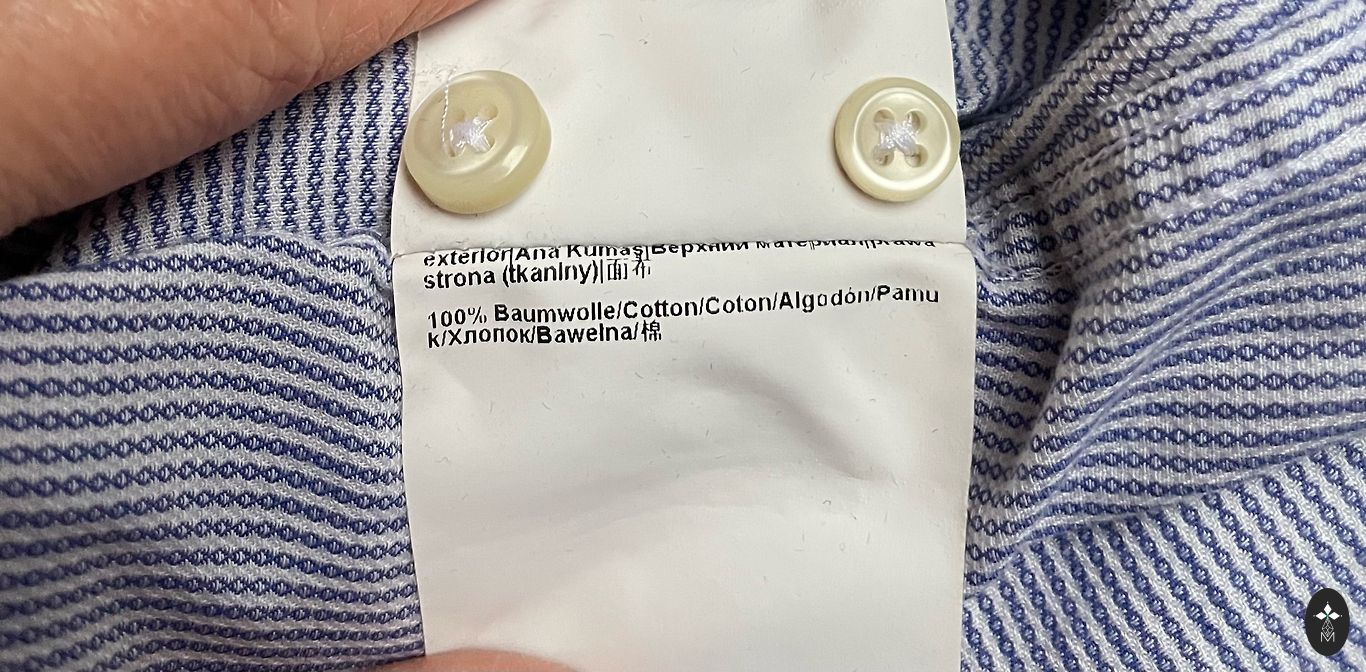 exterior|Ana Kumaş|Верхний материал|prawa
strona (tkaniny)|面布
100% Baumwolle/Cotton/Coton/Algodón/Pamu
k/Хлопок/Bawełna/棉